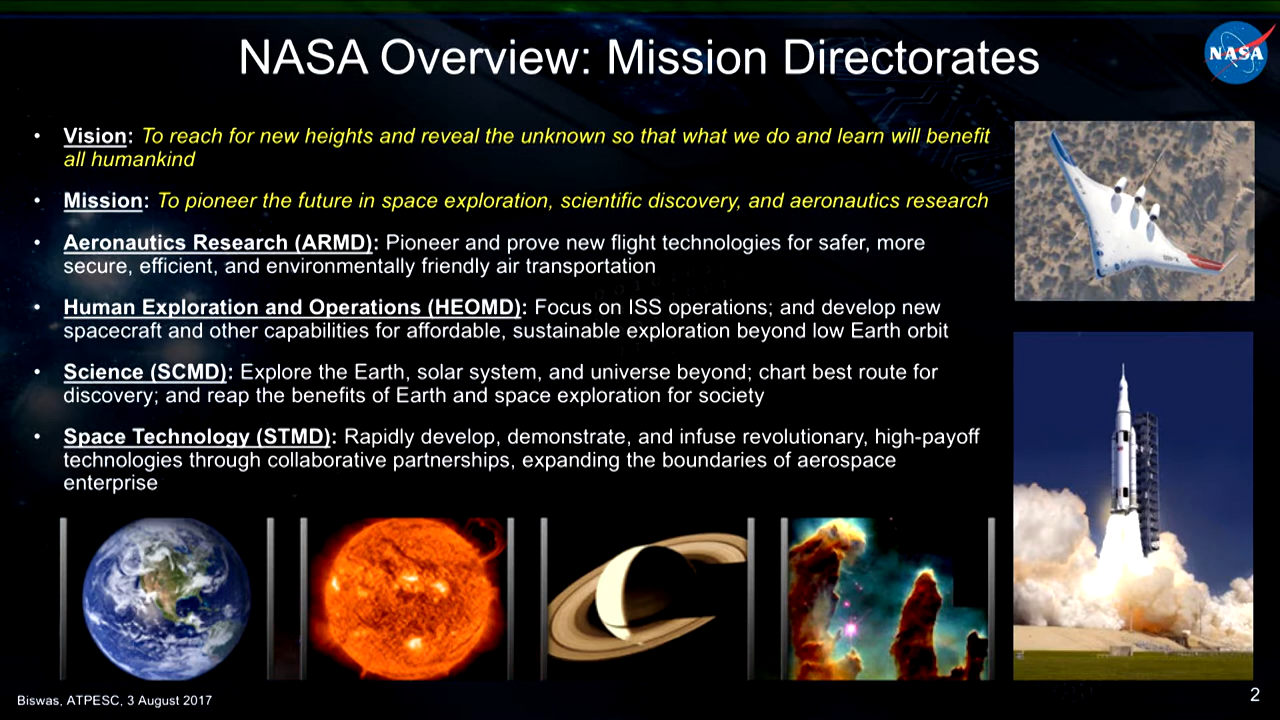 NASA Overview: Mission Directorates
NASA
• Vision: To reach for new heights and reveal the unknown so that what we do and learn will benefit
all humankind
• Mission: To pioneer the future in space exploration, scientific discovery, and aeronautics research
• Aeronautics Research (ARMD): Pioneer and prove new flight technologies for safer, more
secure, efficient, and environmentally friendly air transportation
• Human Exploration and Operations (HEOMD): Focus on ISS operations; and develop new
spacecraft and other capabilities for affordable, sustainable exploration beyond low Earth orbit
• Science (SCMD): Explore the Earth, solar system, and universe beyond; chart best route for
discovery; and reap the benefits of Earth and space exploration for society
• Space Technology (STMD): Rapidly develop, demonstrate, and infuse revolutionary, high-payoff
technologies through collaborative partnerships, expanding the boundaries of aerospace
enterprise
Biswas, ATPESC, 3 August 2017
2